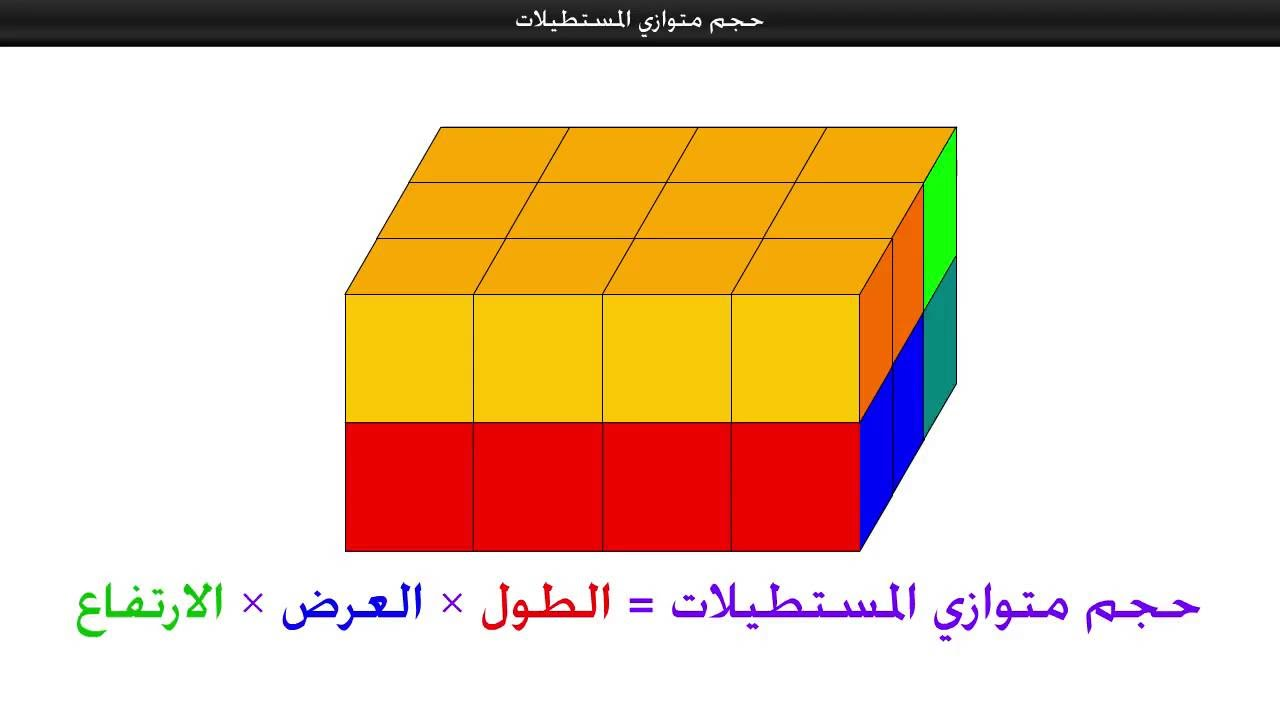 حجم متوازي المستطيلات
حجم متوازي المستطيلات = الطول × العرض × الارتفاع